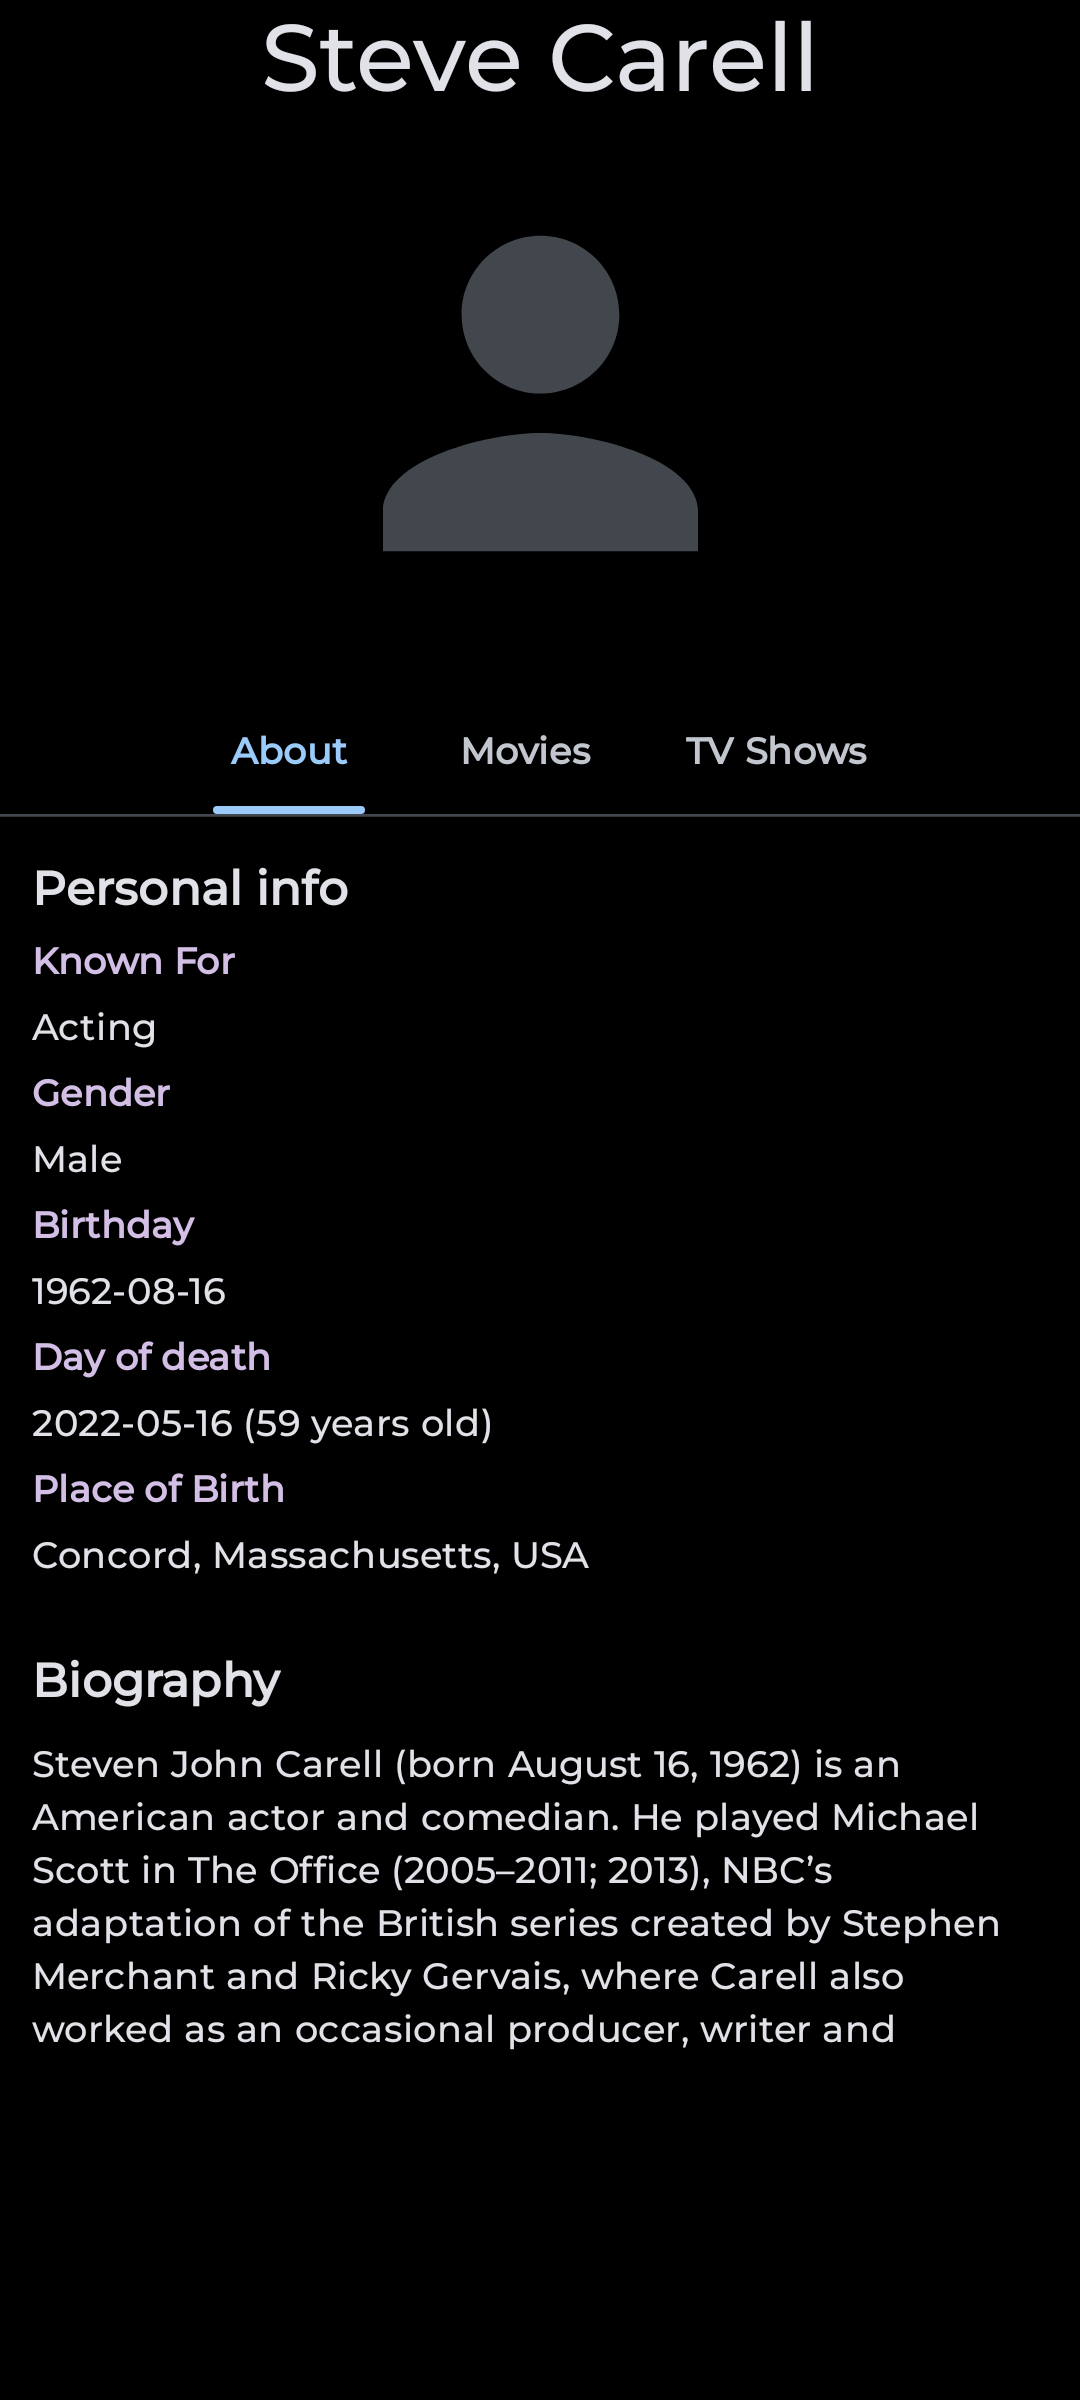 Steve Carell
About Movies TV Shows
Personal info
Known For
Acting
Gender
Male
Birthday
1962-08-16
Day of death
2022-05-16 (59 years old)
Place of Birth
Concord, Massachusetts, USA
Biography
Steven John Carell (born August 16, 1962) is an
American actor and comedian. He played Michael
Scott in The Office (2005–2011; 2013), NBC’s
adaptation of the British series created by Stephen
Merchant and Ricky Gervais, where Carell also
worked as an occasional producer, writer and